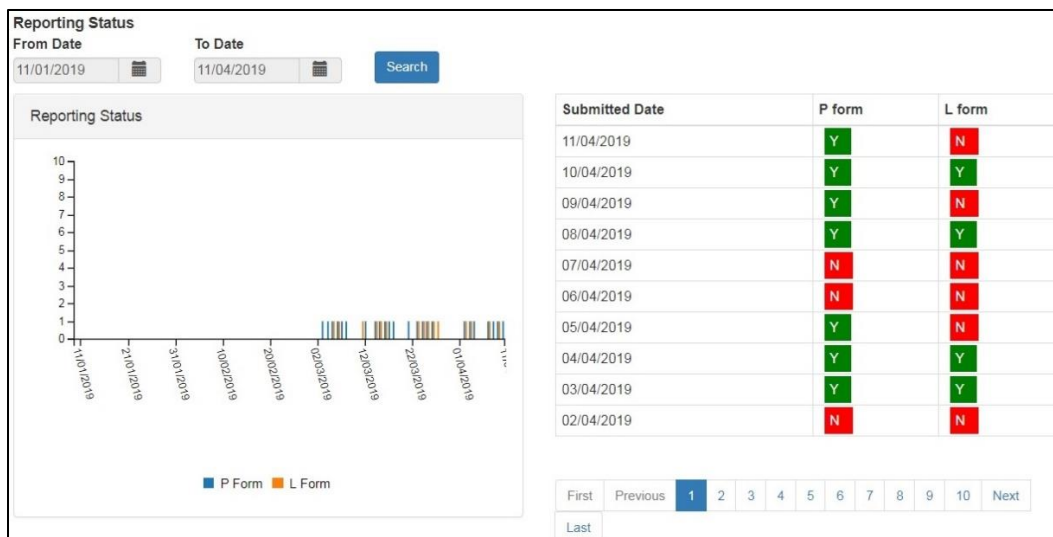 Reporting Status
From Date To Date
11/01/2019 11/04/2019 Search
Reporting Status
10
9
8
7
6
5
4
3
2
1
0
11/01/2019 21/01/2019 31/01/2019 10/02/2019 20/02/2019 02/03/2019 12/03/2019 22/03/2019 01/04/2019
P Form L Form
Submitted Date P form L form
11/04/2019 Y N
10/04/2019 Y Y
09/04/2019 Y N
08/04/2019 Y Y
07/04/2019 N N
06/04/2019 N N
05/04/2019 Y N
04/04/2019 Y Y
03/04/2019 Y Y
02/04/2019 N N
First Previous 1 2 3 4 5 6 7 8 9 10 Next
Last